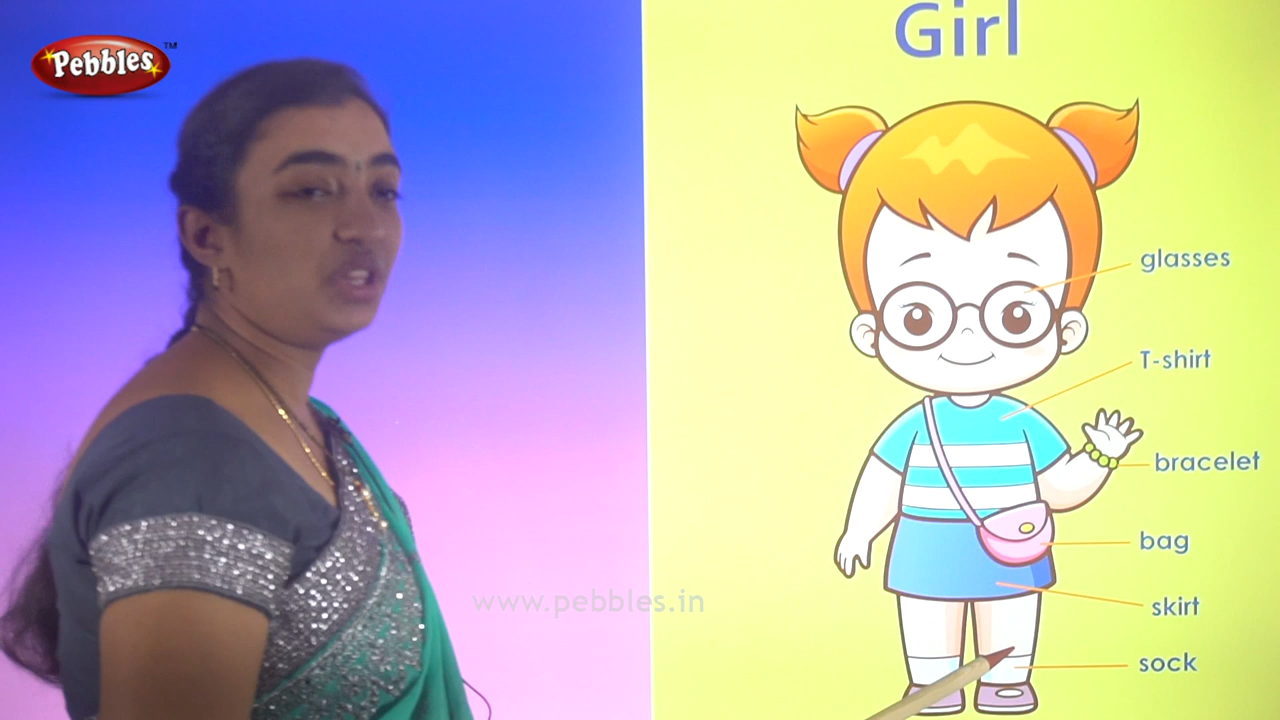 Pebbles™
Girl
glasses
T-shirt
bracelet
bag
skirt
sock
www.pebbles.in